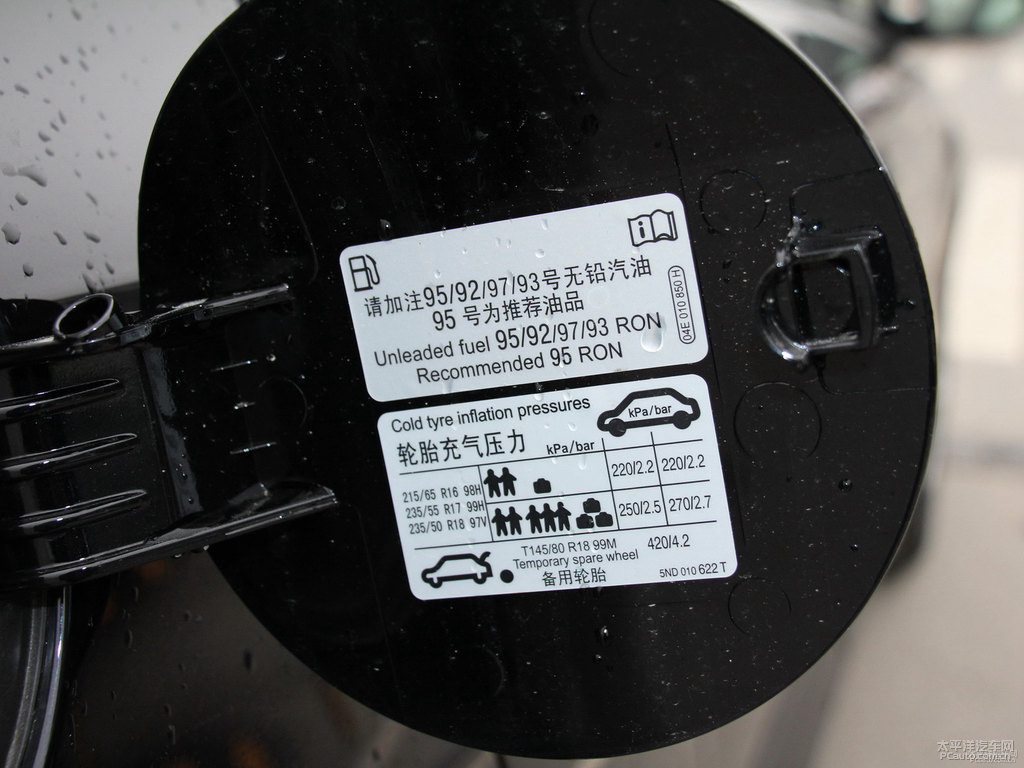 请加注95/92/97/93号无铅汽油
95 号为推荐油品
Unleaded fuel 95/92/97/93 RON
Recommended 95 RON
04E 010 850 H
Cold tyre inflation pressures
kPa/bar
轮胎充气压力 kPa/bar
215/65 R16 98H
235/55 R17 99H
235/50 R18 97V
220/2.2 220/2.2
250/2.5 270/2.7
T145/80 R18 99M 420/4.2
Temporary spare wheel
备用轮胎
5ND 010 622 T
太平洋汽车网
PCauto.com.cn